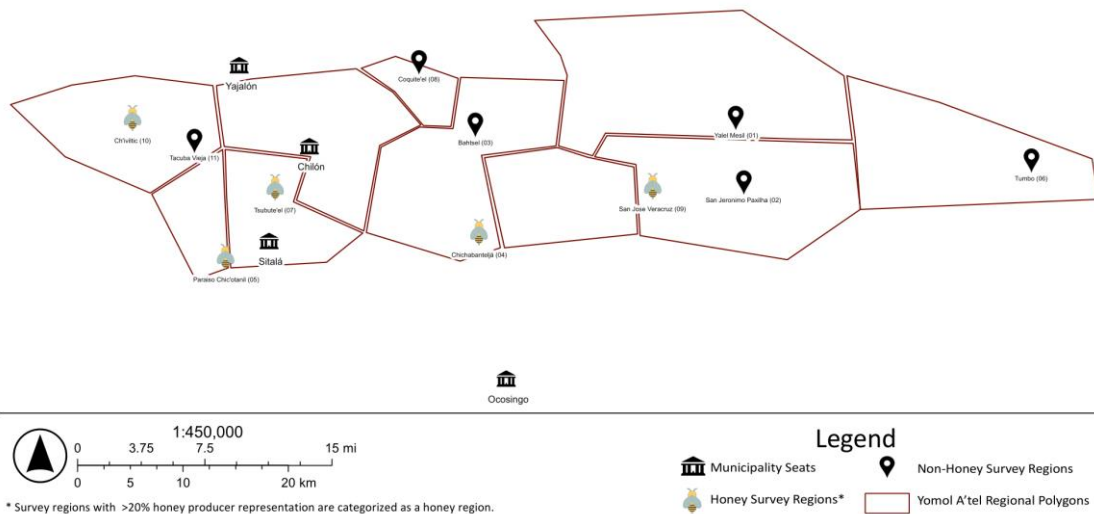 Yajalón
Coquite'el (08)
Ch'iviltic (10)
Tacuba Vieja (11)
Chilón
Bahtsel (03)
Yalel Mesil (01)
Tumbo (06)
Tsubute'el (07)
San Jose Veracruz (09)
San Jeronimo Paxilha (02)
Sitalá
Chichabanteljá (04)
Paraiso Chic'otanil (05)
Ocosingo
1:450,000
0 3.75 7.5 15 mi
0 5 10 20 km
* Survey regions with >20% honey producer representation are categorized as a honey region.
Legend
Municipality Seats
Non-Honey Survey Regions
Honey Survey Regions*
Yomol A'tel Regional Polygons